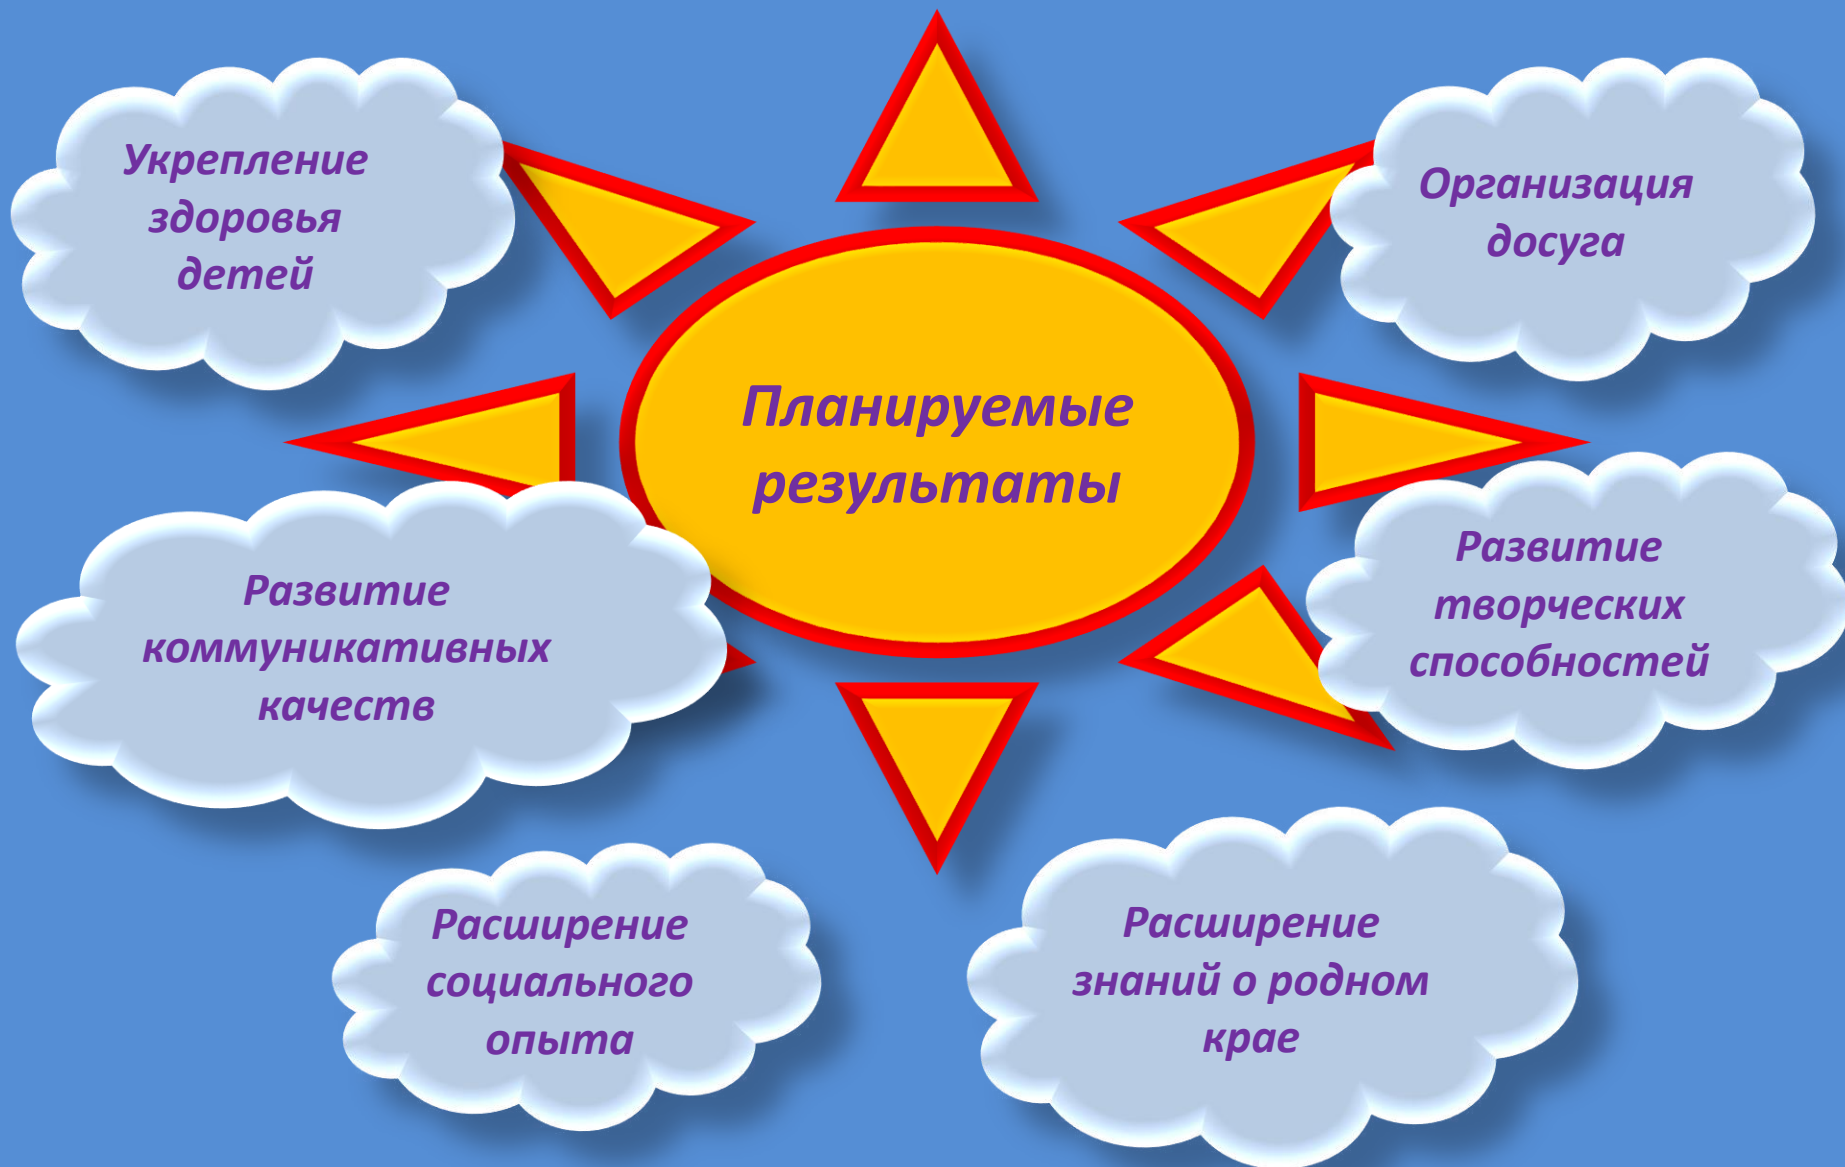 Укрепление
здоровья
детей
Организация
досуга
Планируемые
результаты
Развитие
коммуникативных
качеств
Развитие
творческих
способностей
Расширение
социального
опыта
Расширение
знаний о родном
крае